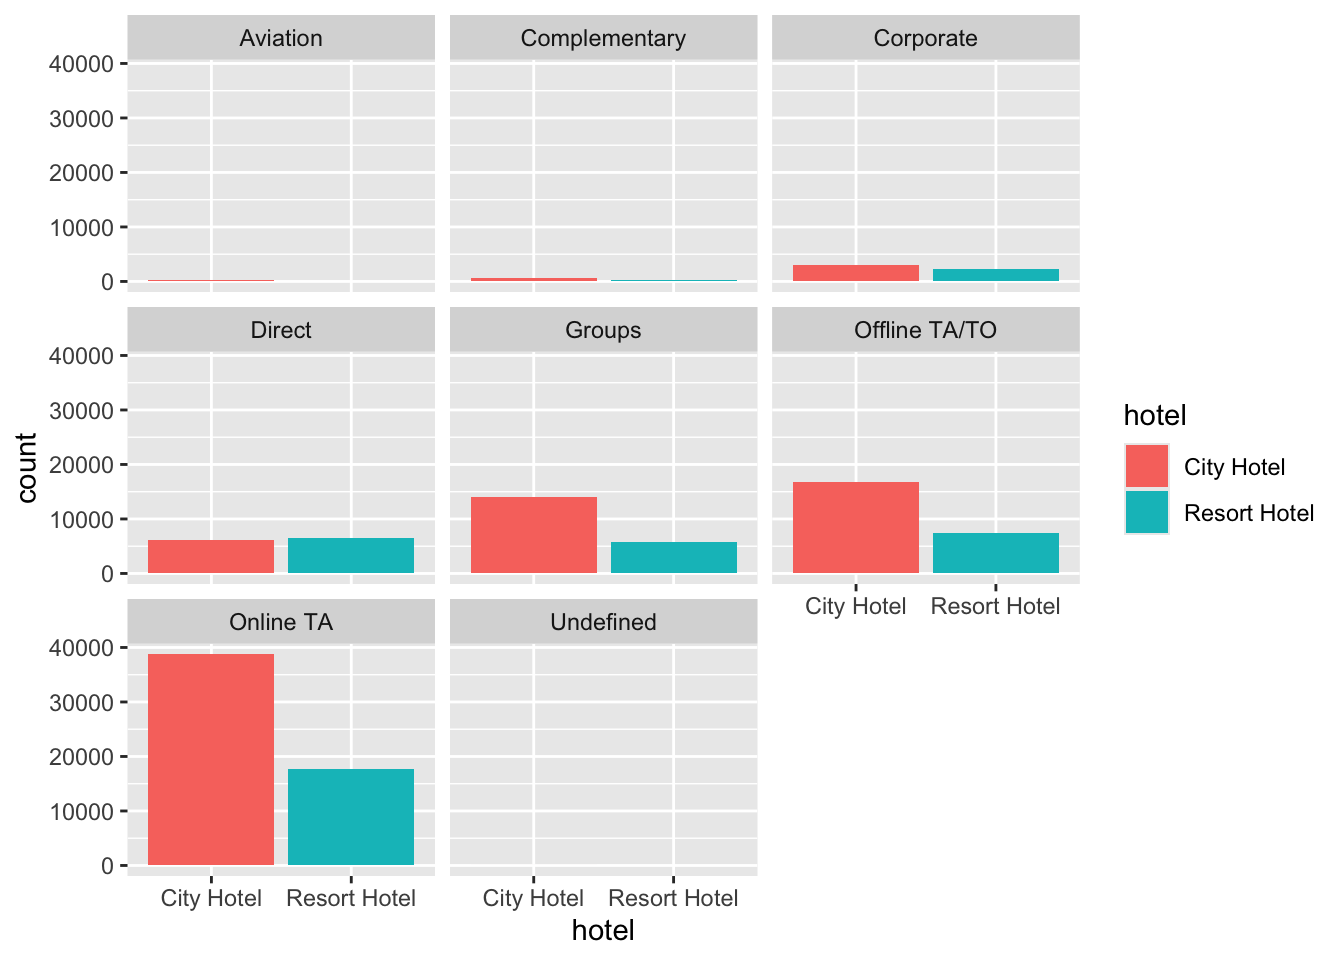 Aviation Complementary Corporate
40000
30000
20000
10000
0
Direct Groups Offline TA/TO
40000
30000
20000
10000
0
City Hotel Resort Hotel
Online TA Undefined
40000
30000
20000
10000
0
City Hotel Resort Hotel City Hotel Resort Hotel
hotel
count
hotel
City Hotel
Resort Hotel